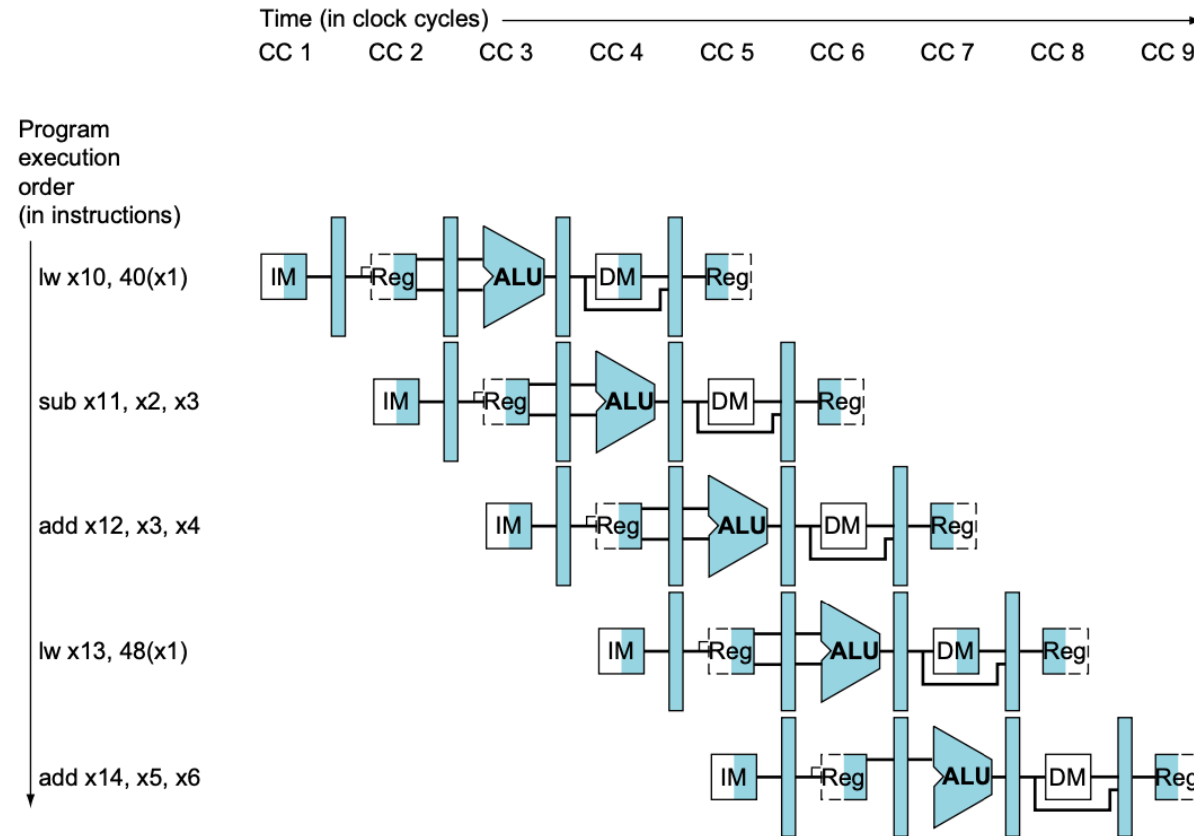 Time (in clock cycles)
CC 1 CC 2 CC 3 CC 4 CC 5 CC 6 CC 7 CC 8 CC 9
Program
execution
order
(in instructions)
lw x10, 40(x1) IM Reg ALU DM Reg
sub x11, x2, x3 IM Reg ALU DM Reg
add x12, x3, x4 IM Reg ALU DM Reg
lw x13, 48(x1) IM Reg ALU DM Reg
add x14, x5, x6 IM Reg ALU DM Reg